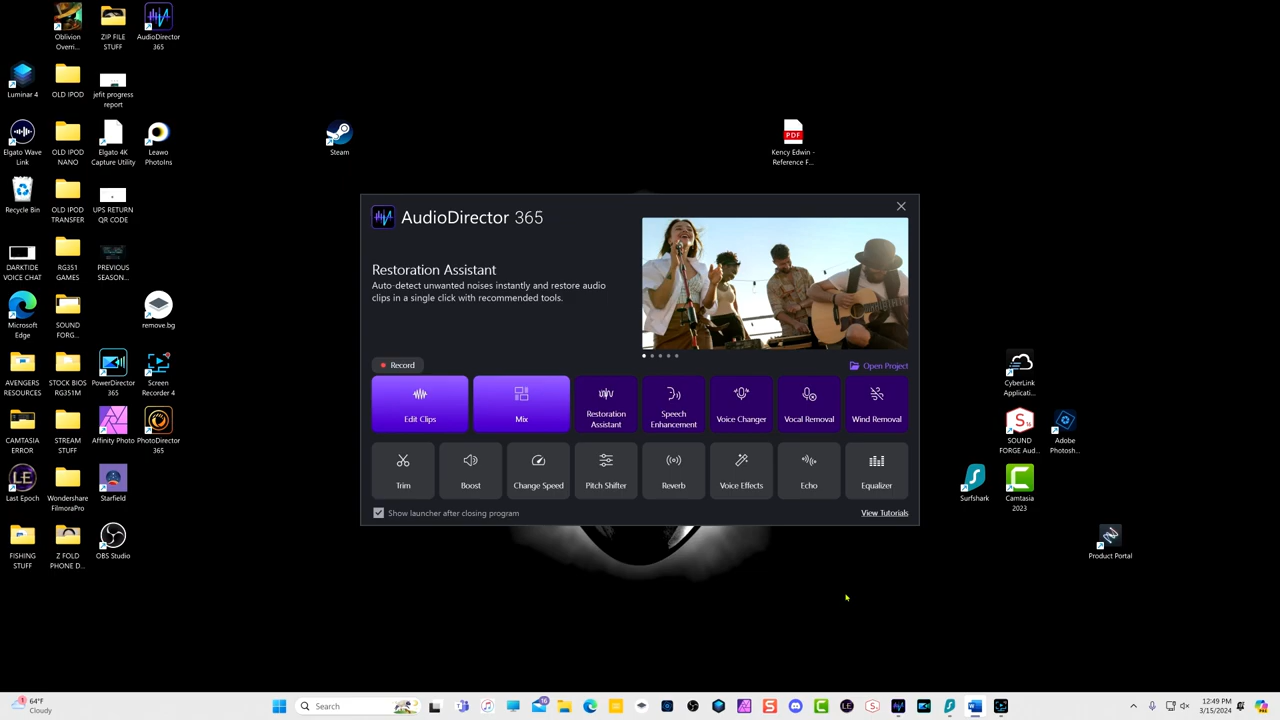 Oblivion
Overri...
ZIP FILE
STUFF
AudioDirector
365
Luminar 4
OLD IPOD
jefit progress
report
Elgato Wave
Link
OLD IPOD
NANO
Elgato 4K
Capture Utility
Leawo
PhotoIns
Steam
PDF
Kency Edwin -
Reference F...
Recycle Bin
OLD IPOD
TRANSFER
UPS RETURN
QR CODE
DARKTIDE
VOICE CHAT
RG351
GAMES
PREVIOUS
SEASON...
Microsoft
Edge
SOUND
FORG...
remove.bg
AVENGERS
RESOURCES
STOCK BIOS
RG351M
PowerDirector
365
Screen
Recorder 4
CAMTASIA
ERROR
STREAM
STUFF
Affinity Photo
PhotoDirector
365
LE
Last Epoch
Wondershare
FilmoraPro
Starfield
FISHING
STUFF
Z FOLD
PHONE D...
OBS Studio
AudioDirector 365
Restoration Assistant
Auto-detect unwanted noises instantly and restore audio
clips in a single click with recommended tools.
Record
Open Project
Edit Clips
Mix
Restoration
Assistant
Speech
Enhancement
Voice Changer
Vocal Removal
Wind Removal
Trim
Boost
Change Speed
Pitch Shifter
Reverb
Voice Effects
Echo
Equalizer
Show launcher after closing program
View Tutorials
CyberLink
Applicati...
SOUND
FORGE Aud...
Adobe
Photosh...
Surfshark
Camtasia
2023
Product Portal
64°F
Cloudy
Search
12:49 PM
3/15/2024